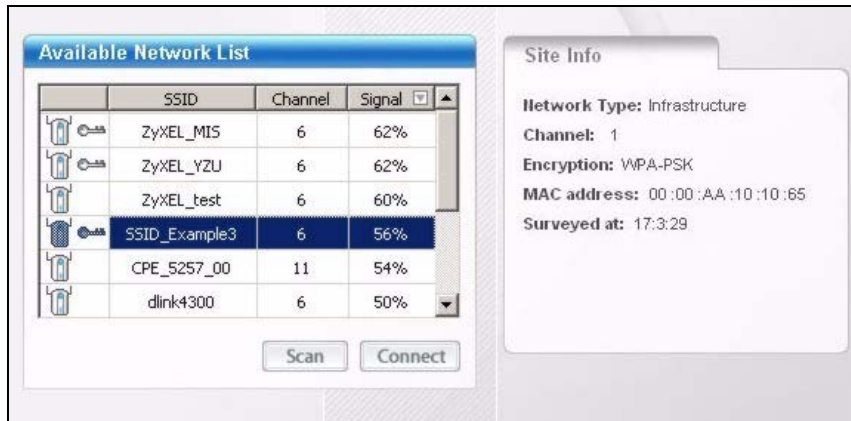 Available Network List
SSID Channel Signal
ZyXEL_MIS 6 62%
ZyXEL_YZU 6 62%
ZyXEL_test 6 60%
SSID_Example3 6 56%
CPE_5257_00 11 54%
dlink4300 6 50%
Scan Connect
Site Info
Network Type: Infrastructure
Channel: 1
Encryption: WPA-PSK
MAC address: 00:00:AA:10:10:65
Surveyed at: 17:3:29